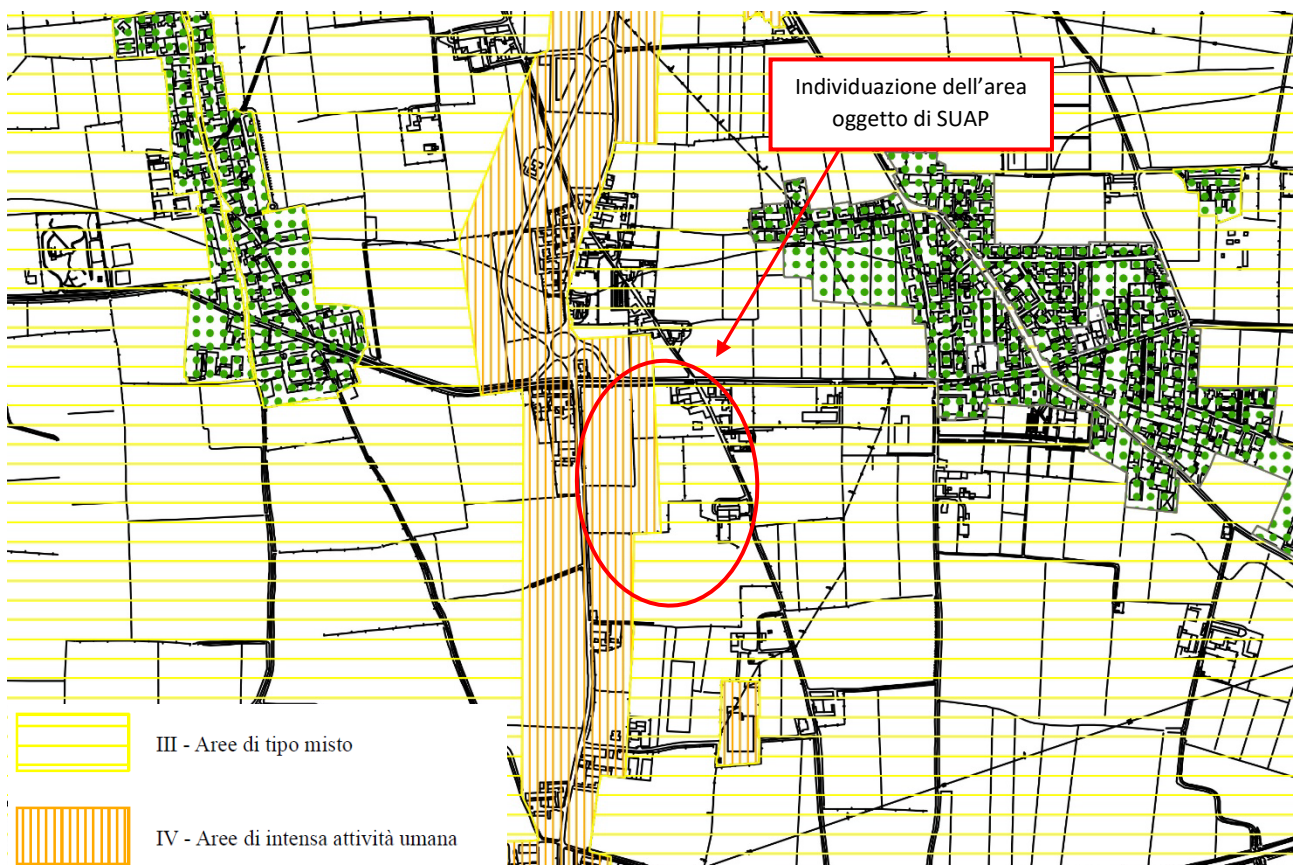 Individuazione dell’area
oggetto di SUAP
III - Aree di tipo misto
IV - Aree di intensa attività umana